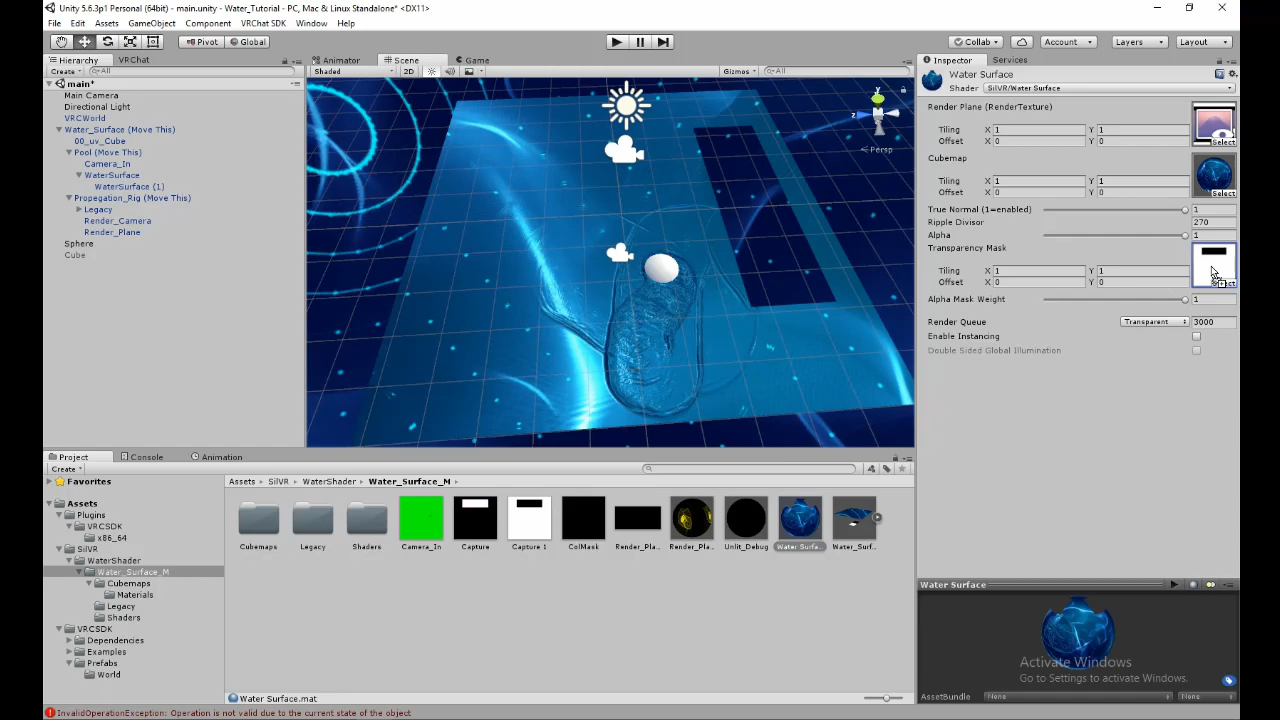 Unity 5.6.3p1 Personal (64bit) - main.unity - Water_Tutorial - PC, Mac & Linux Standalone* <DX11>
File Edit Assets GameObject Component VRChat SDK Window Help
Pivot Global Collab Account Layers Layout
Hierarchy VRChat Animator Scene Game Inspector Services
Create All Shaded 2D Gizmos All
main*
Main Camera
Directional Light
VRCWorld
Water_Surface (Move This)
00_uv_Cube
Pool (Move This)
Camera_In
WaterSurface
WaterSurface (1)
Propegation_Rig (Move This)
Legacy
Render_Camera
Render_Plane
Sphere
Cube
y
z
Persp
Water Surface
Shader SilVR/Water Surface
Render Plane (RenderTexture)
Tiling X 1 Y 1
Offset X 0 Y 0
Select
Cubemap
Tiling X 1 Y 1
Offset X 0 Y 0
Select
True Normal (1=enabled) 1
Ripple Divisor 270
Alpha 1
Transparency Mask
Tiling X 1 Y 1
Offset X 0 Y 0
Alpha Mask Weight 1
Render Queue Transparent 3000
Enable Instancing
Double Sided Global Illumination
Project Console Animation
Create
Favorites
Assets
Plugins
VRCSDK
x86_64
SilVR
WaterShader
Water_Surface_M
Cubemaps
Materials
Legacy
Shaders
VRCSDK
Dependencies
Examples
Prefabs
World
Assets SilVR WaterShader Water_Surface_M
Cubemaps Legacy Shaders Camera_In Capture Capture 1 ColMask Render_Pla... Render_Pla... Unlit_Debug Water Surfa... Water_Surf...
Water Surface.mat
Water Surface
Activate Windows
Go to Settings to activate Windows.
AssetBundle None None
InvalidOperationException: Operation is not valid due to the current state of the object